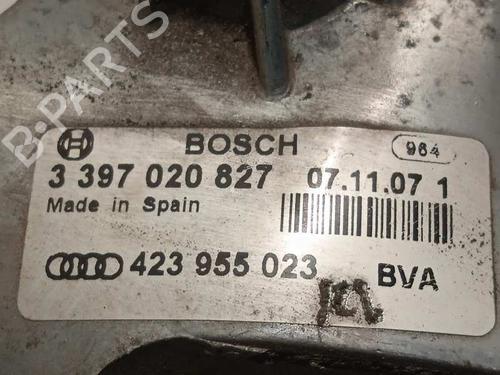 B-PARTS
BOSCH 964
3 397 020 827 07.11.07 1
Made in Spain
423 955 023 BVA